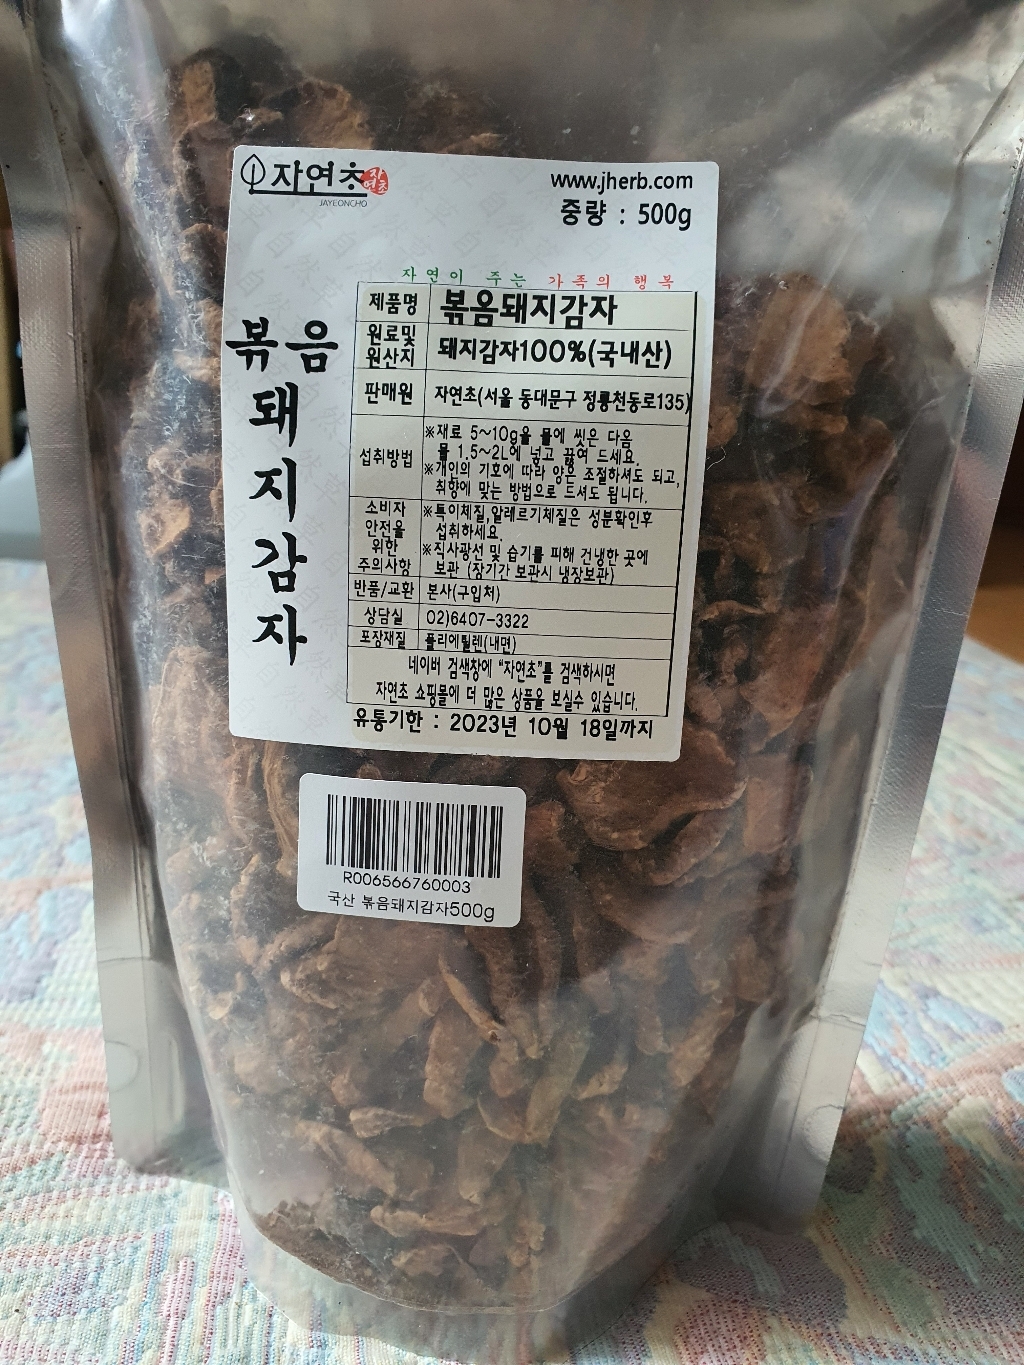 자연초
자연초
JAYEONCHO
www.jherb.com
중량 : 500g
자연이 주는 가족의 행복
볶음
돼
지
감
자
제품명 볶음돼지감자
원료및
원산지 돼지감자100%(국내산)
판매원 자연초(서울 동대문구 정릉천동로135)
섭취방법
※재료 5~10g을 물에 씻은 다음
물 1.5~2L에 넣고 끓여 드세요.
※개인의 기호에 따라 양은 조절하셔도 되고,
취향에 맞는 방법으로 드셔도 됩니다.
소비자
안전을
위한
주의사항
※특이체질,알레르기체질은 성분확인후
섭취하세요.
※직사광선 및 습기를 피해 건냉한 곳에
보관 (장기간 보관시 냉장보관)
반품/교환 본사(구입처)
상담실 02)6407-3322
포장재질 폴리에틸렌(내면)
네이버 검색창에 "자연초"를 검색하시면
자연초 쇼핑몰에 더 많은 상품을 보실수 있습니다.
유통기한 : 2023년 10월 18일까지
R006566760003
국산 볶음돼지감자500g